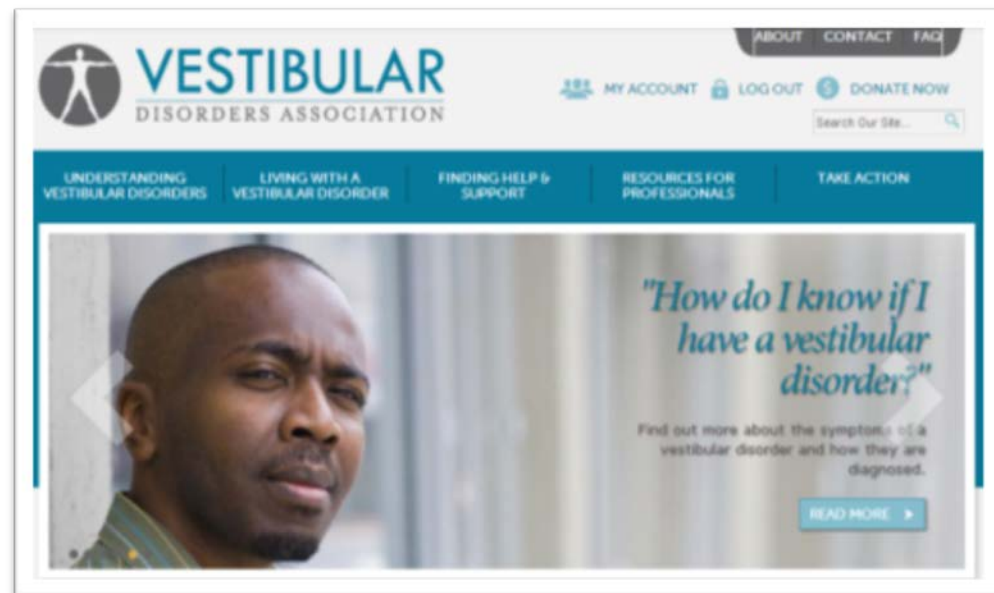 ABOUT CONTACT FAQ
VESTIBULAR
DISORDERS ASSOCIATION
MY ACCOUNT LOG OUT $ DONATE NOW
Search Our Site...
UNDERSTANDING
VESTIBULAR DISORDERS
LIVING WITH A
VESTIBULAR DISORDER
FINDING HELP &
SUPPORT
RESOURCES FOR
PROFESSIONALS
TAKE ACTION
"How do I know if I
have a vestibular
disorder?"
Find out more about the symptoms of a
vestibular disorder and how they are
diagnosed.
READ MORE